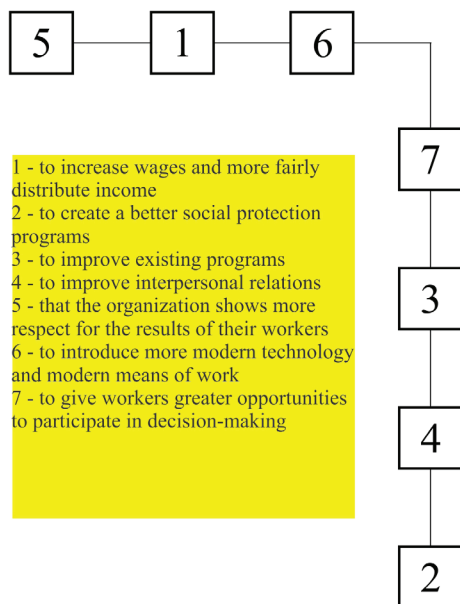 5 1 6
7
1 - to increase wages and more fairly
distribute income
2 - to create a better social protection
programs
3 - to improve existing programs
4 - to improve interpersonal relations
5 - that the organization shows more
respect for the results of their workers
6 - to introduce more modern technology
and modern means of work
7 - to give workers greater opportunities
to participate in decision-making
3
4
2